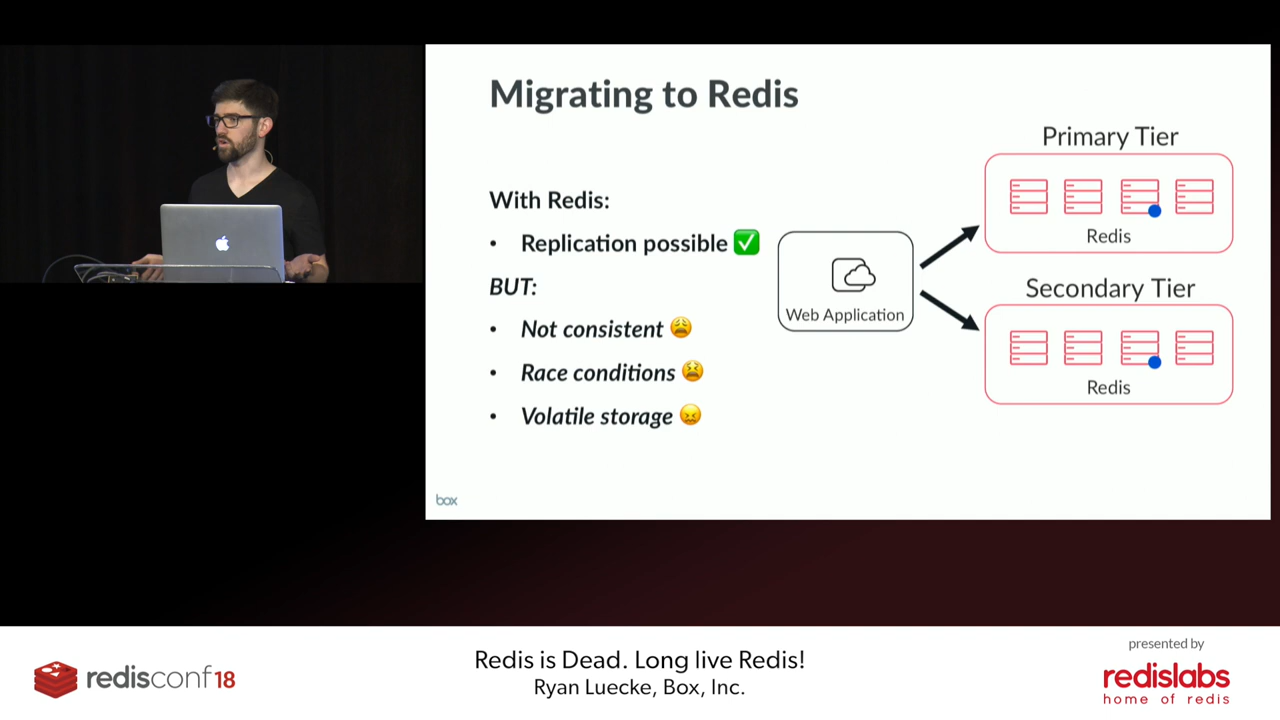 Migrating to Redis
With Redis:
• Replication possible ✅
BUT:
• Not consistent 😩
• Race conditions 😫
• Volatile storage 😖
Web Application
Primary Tier
Redis
Secondary Tier
Redis
box
redisconf18
Redis is Dead. Long live Redis!
Ryan Luecke, Box, Inc.
presented by
redislabs
home of redis